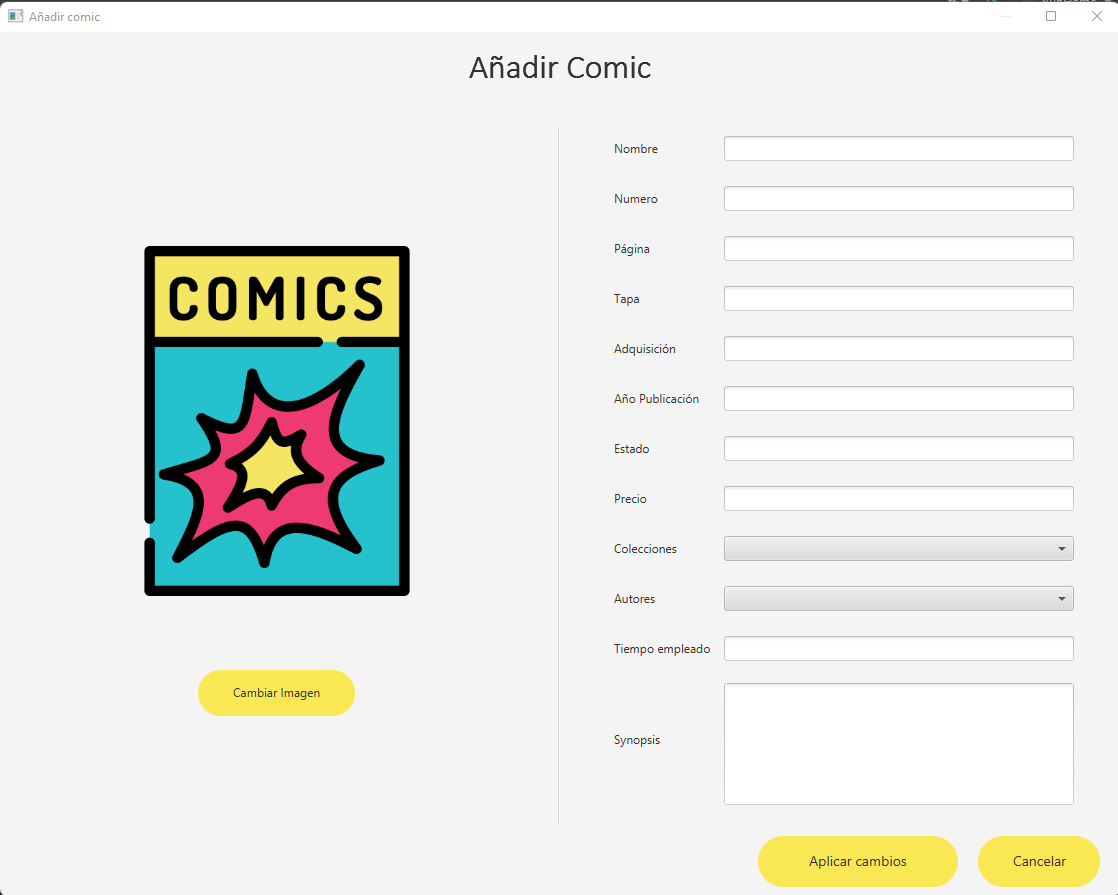 Añadir comic
Añadir Comic
COMICS
Cambiar Imagen
Nombre
Numero
Página
Tapa
Adquisición
Año Publicación
Estado
Precio
Colecciones
Autores
Tiempo empleado
Synopsis
Aplicar cambios
Cancelar